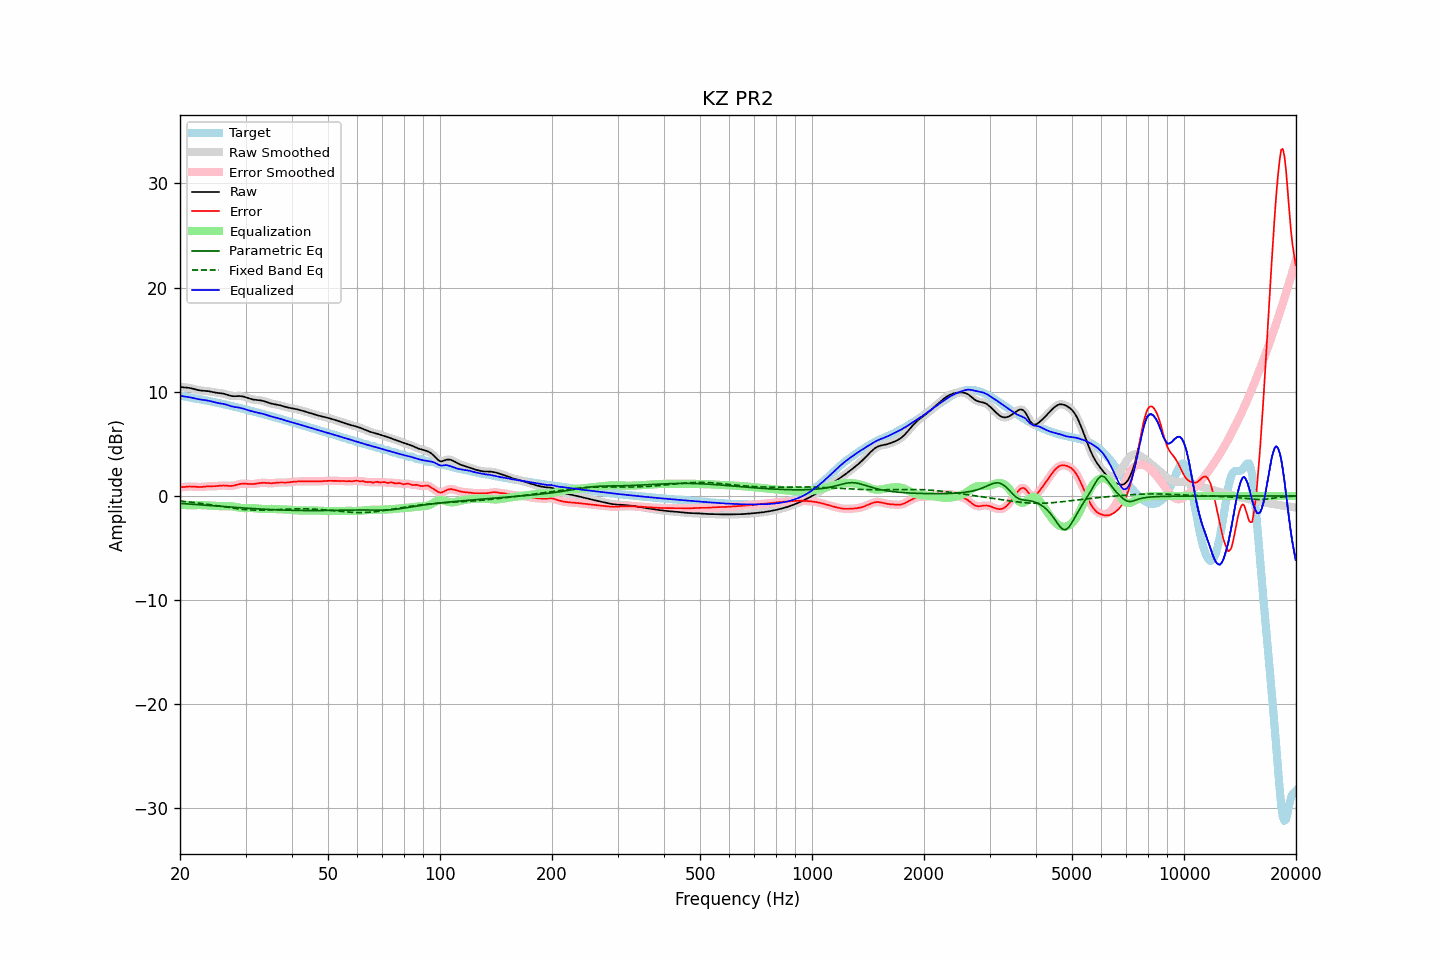 KZ PR2
Amplitude (dBr)
30
20
10
0
−10
−20
−30
Target
Raw Smoothed
Error Smoothed
Raw
Error
Equalization
Parametric Eq
Fixed Band Eq
Equalized
20 50 100 200 500 1000 2000 5000 10000 20000
Frequency (Hz)